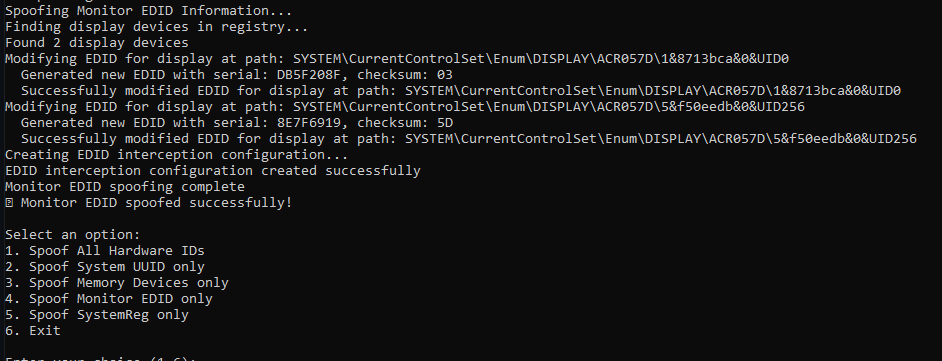 Spoofing Monitor EDID Information...
Finding display devices in registry...
Found 2 display devices
Modifying EDID for display at path: SYSTEM\CurrentControlSet\Enum\DISPLAY\ACR057D\1&8713bca&0&UID0
  Generated new EDID with serial: DB5F208F, checksum: 03
  Successfully modified EDID for display at path: SYSTEM\CurrentControlSet\Enum\DISPLAY\ACR057D\1&8713bca&0&UID0
Modifying EDID for display at path: SYSTEM\CurrentControlSet\Enum\DISPLAY\ACR057D\5&f50eedb&0&UID256
  Generated new EDID with serial: 8E7F6919, checksum: 5D
  Successfully modified EDID for display at path: SYSTEM\CurrentControlSet\Enum\DISPLAY\ACR057D\5&f50eedb&0&UID256
Creating EDID interception configuration...
EDID interception configuration created successfully
Monitor EDID spoofing complete
Monitor EDID spoofed successfully!
Select an option:
1. Spoof All Hardware IDs
2. Spoof System UUID only
3. Spoof Memory Devices only
4. Spoof Monitor EDID only
5. Spoof SystemReg only
6. Exit
Enter your choice (1-6):